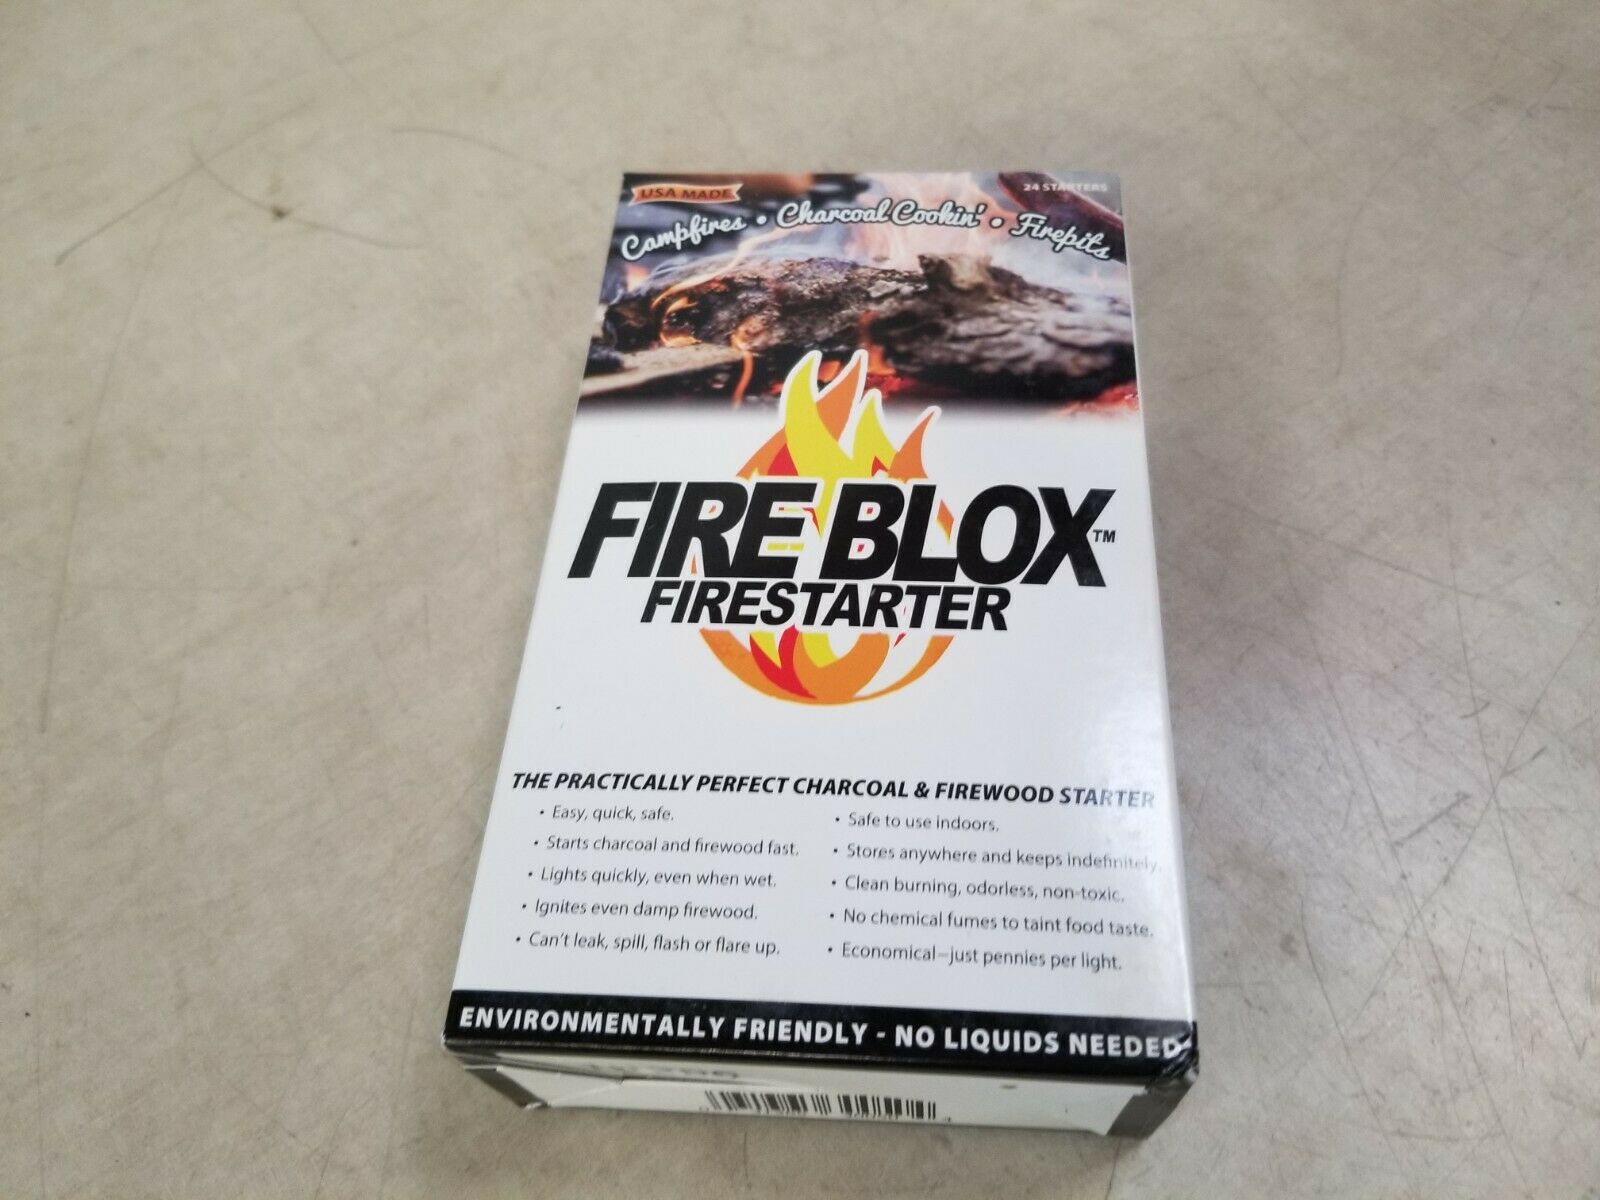 USA MADE
24 STARTERS
Campfires • Charcoal Cookin' • Firepits
FIRE BLOX™
FIRESTARTER
THE PRACTICALLY PERFECT CHARCOAL & FIREWOOD STARTER
• Easy, quick, safe.
• Starts charcoal and firewood fast.
• Lights quickly, even when wet.
• Ignites even damp firewood.
• Can't leak, spill, flash or flare up.
• Safe to use indoors.
• Stores anywhere and keeps indefinitely.
• Clean burning, odorless, non-toxic.
• No chemical fumes to taint food taste.
• Economical—just pennies per light.
ENVIRONMENTALLY FRIENDLY - NO LIQUIDS NEEDED